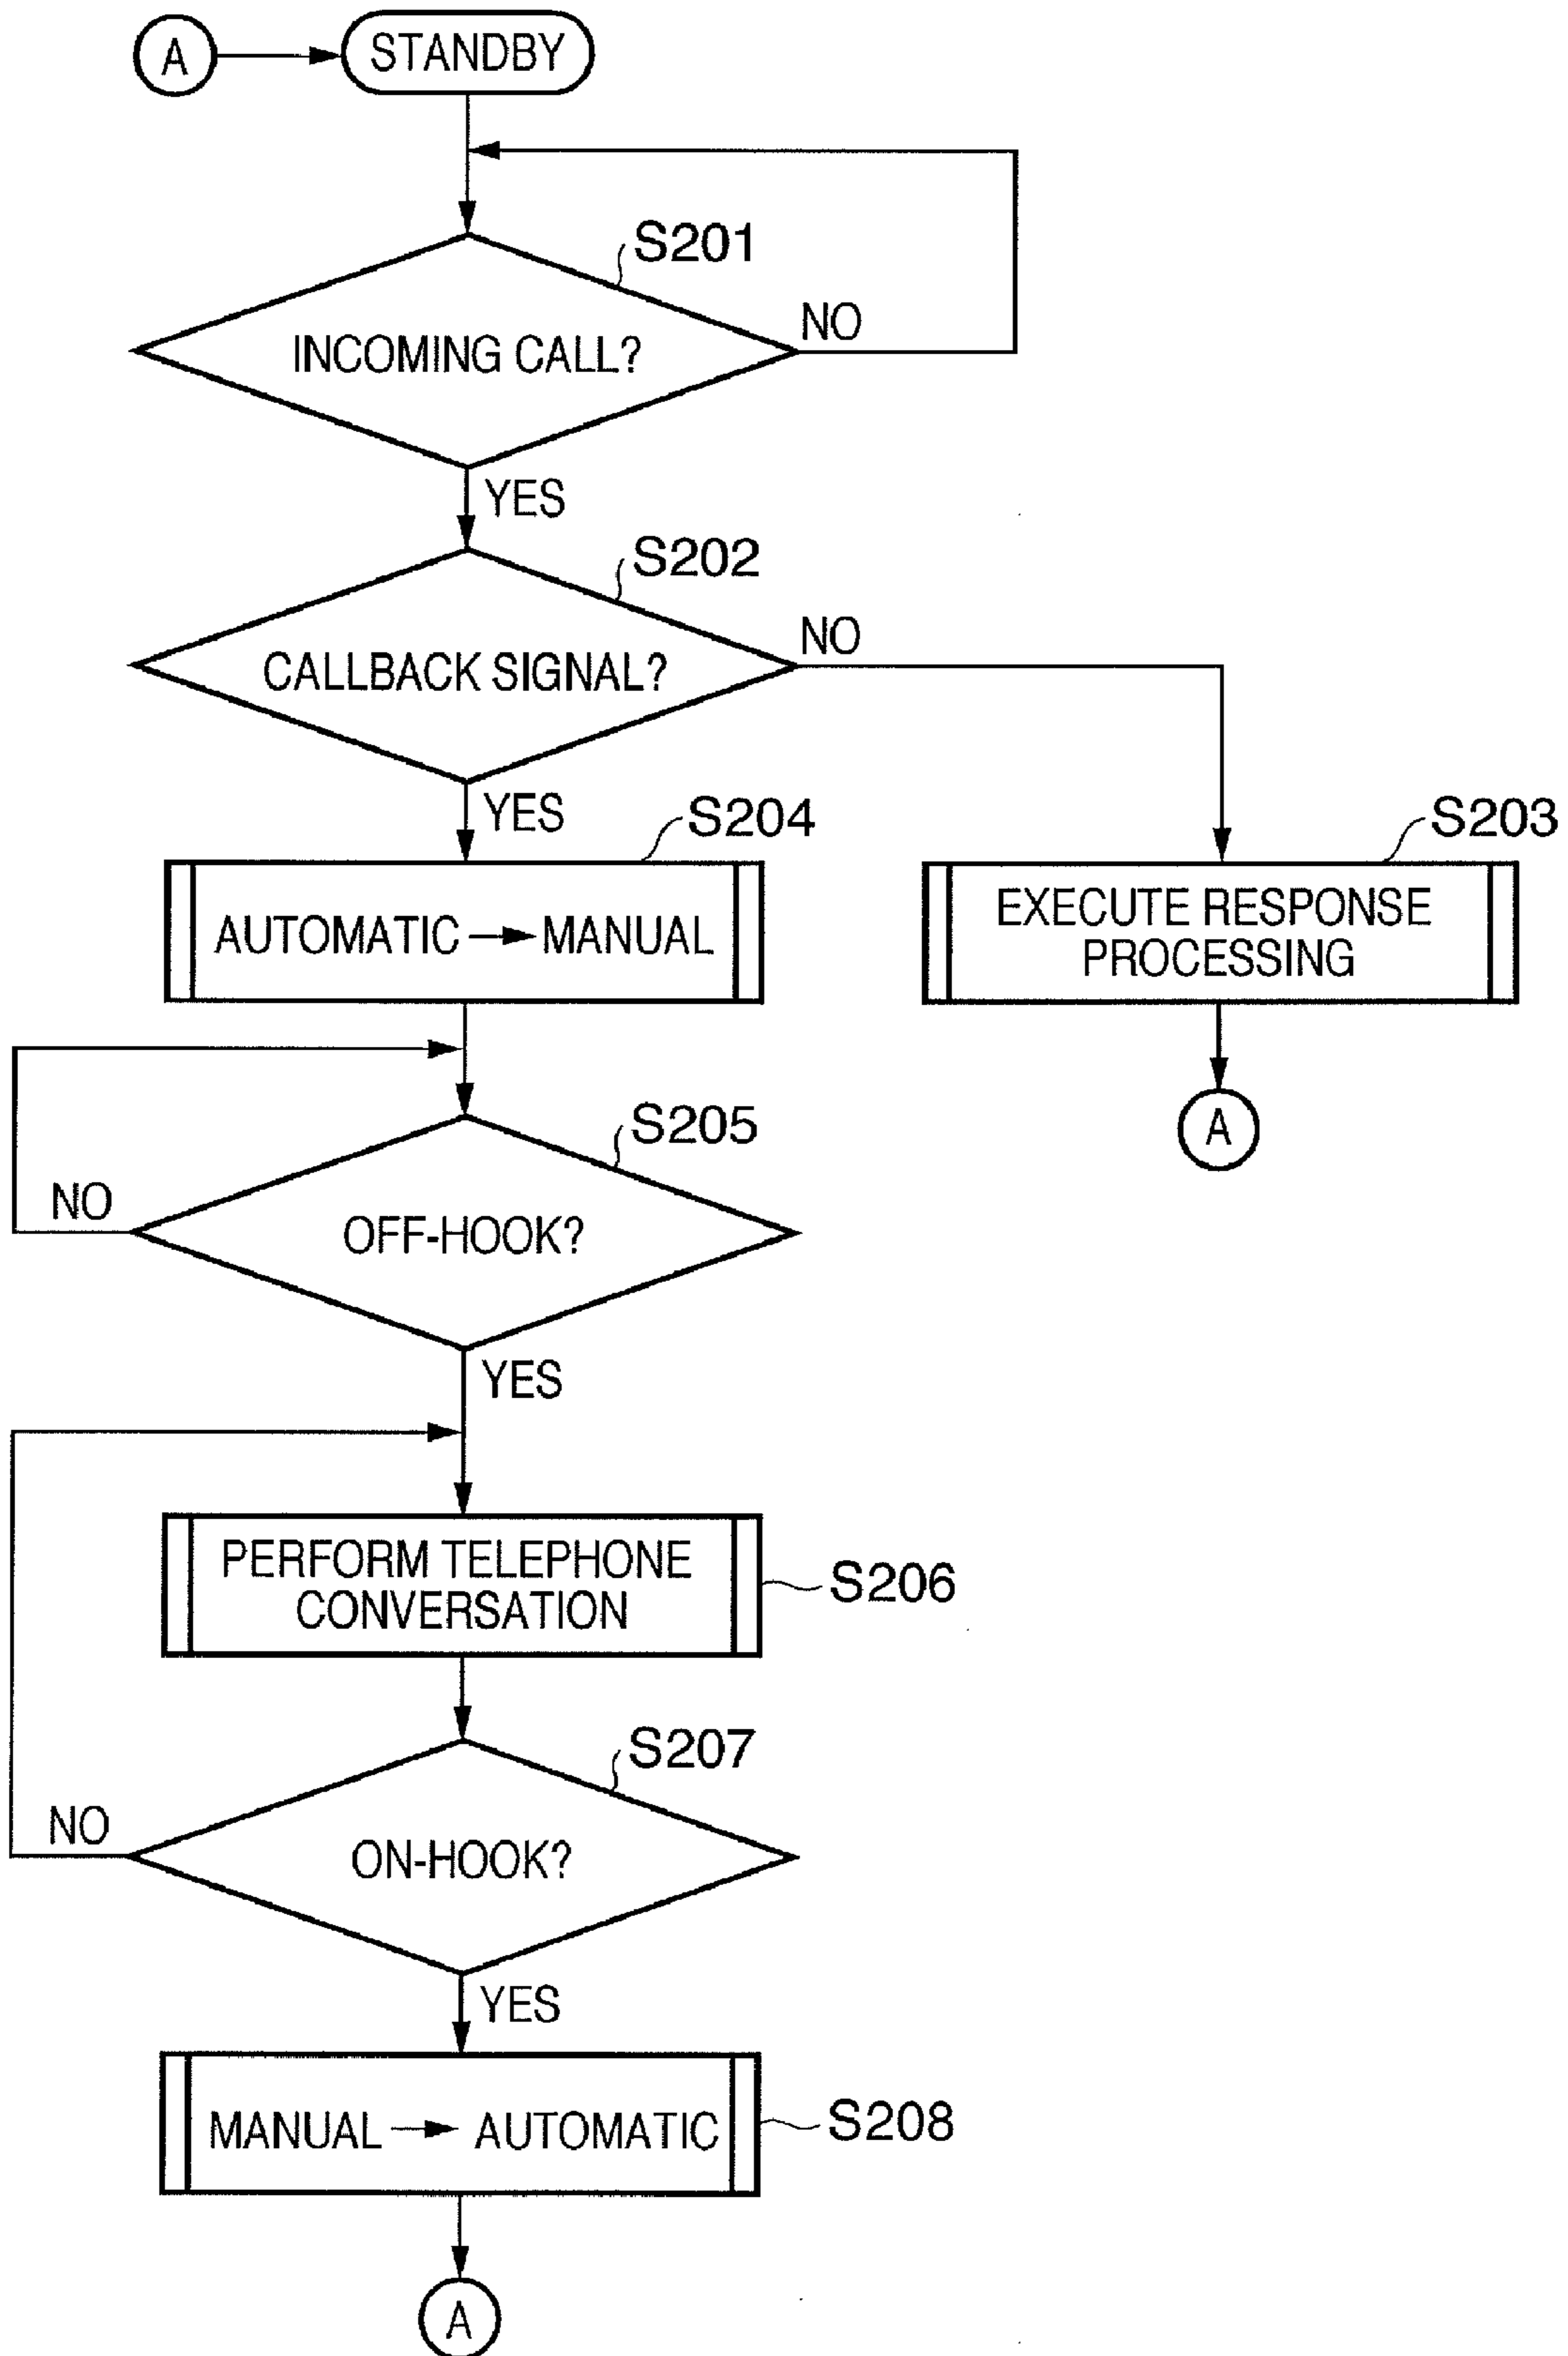 A
STANDBY
S201
INCOMING CALL?
NO
YES
S202
CALLBACK SIGNAL?
NO
YES
S204
AUTOMATIC → MANUAL
S203
EXECUTE RESPONSE
PROCESSING
A
S205
OFF-HOOK?
NO
YES
PERFORM TELEPHONE
CONVERSATION
S206
S207
ON-HOOK?
NO
YES
MANUAL → AUTOMATIC
S208
A